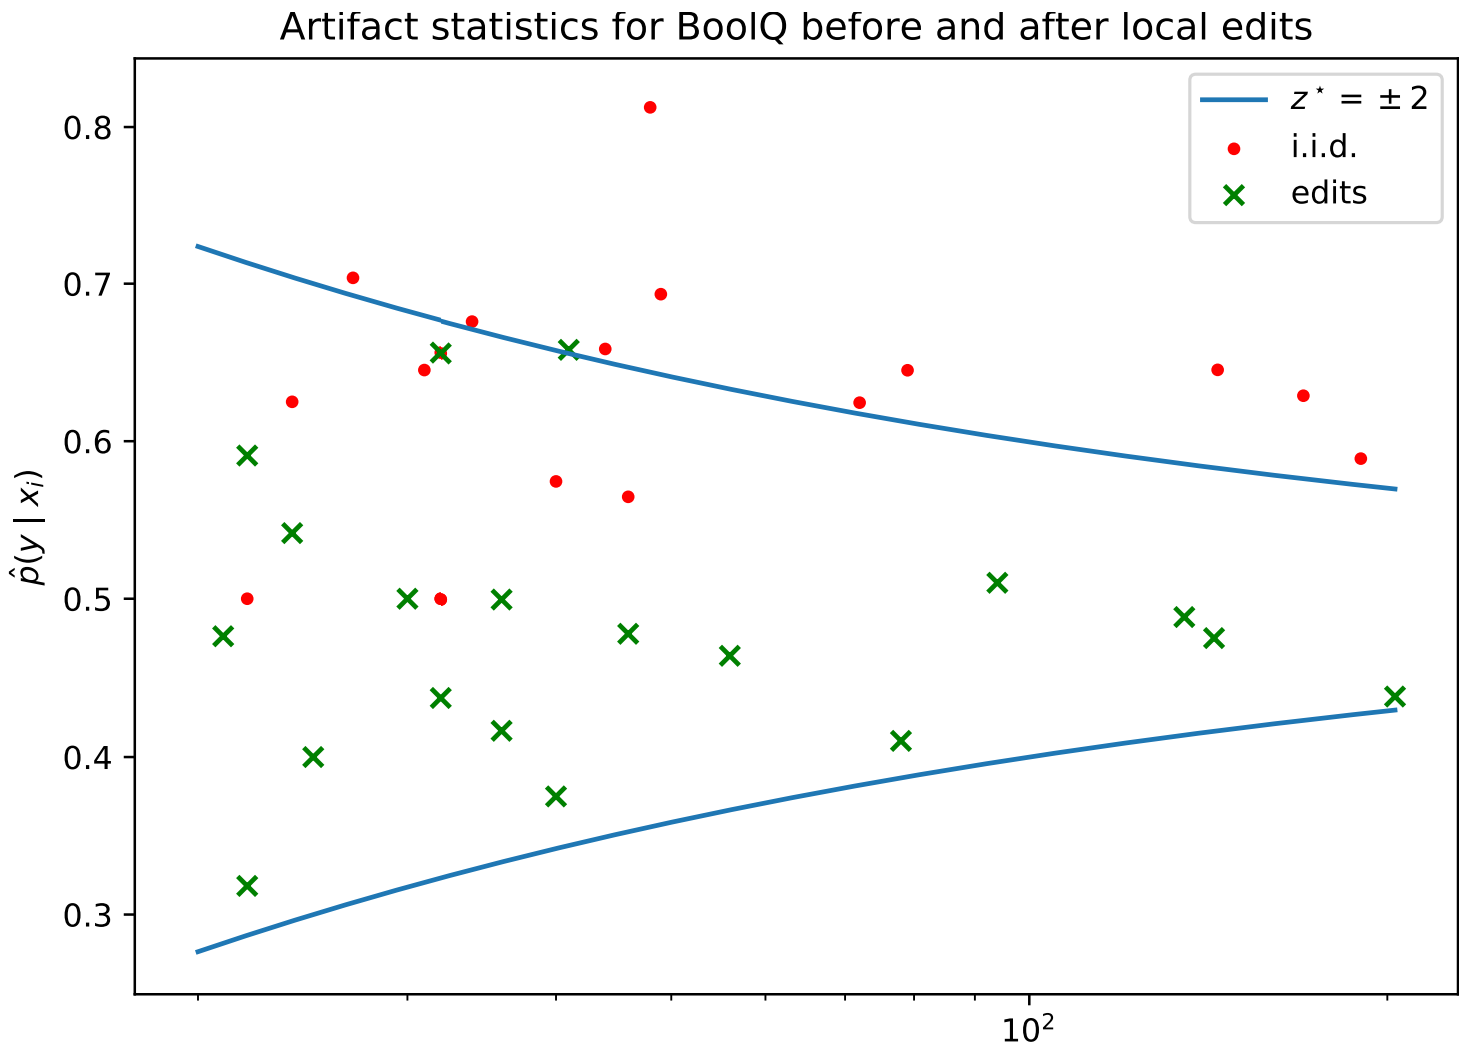 Artifact statistics for BoolQ before and after local edits
z⋆ = ±2
i.i.d.
edits
0.8
0.7
0.6
0.5
0.4
0.3
p̂(y | xᵢ)
10²